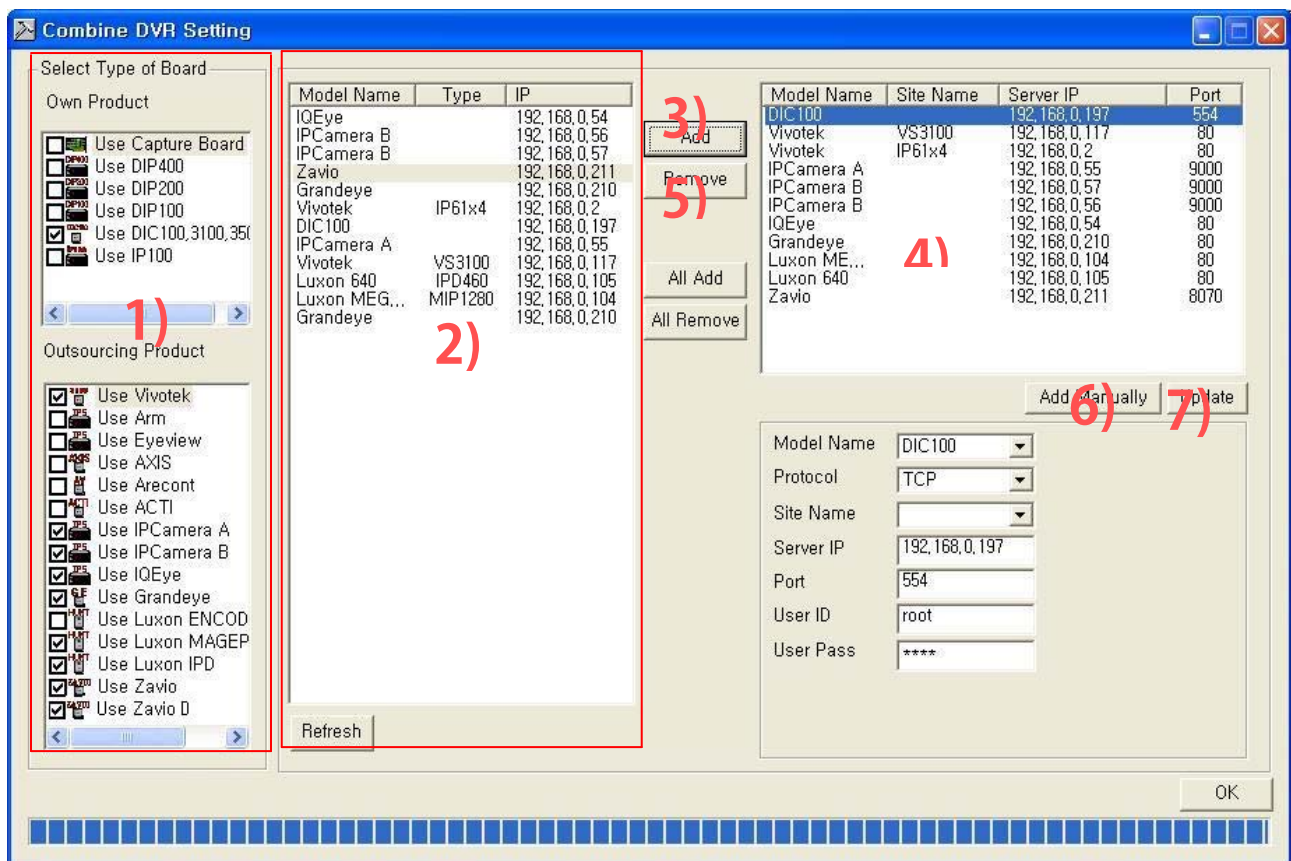 Combine DVR Setting
Select Type of Board
Own Product
Use Capture Board
Use DIP400
Use DIP200
Use DIP100
Use DIC100,3100,35(
Use IP100
1)
Outsourcing Product
Use Vivotek
Use Arm
Use Eyeview
Use AXIS
Use Arecont
Use ACTI
Use IPCamera A
Use IPCamera B
Use IQEye
Use Grandeye
Use Luxon ENCOD
Use Luxon MAGEP
Use Luxon IPD
Use Zavio
Use Zavio D
Model Name Type IP
IQEye 192,168,0,54
IPCamera B 192,168,0,56
IPCamera B 192,168,0,57
Zavio 192,168,0,211
Grandeye 192,168,0,210
Vivotek IP61x4 192,168,0,2
DIC100 192,168,0,197
IPCamera A 192,168,0,55
Vivotek VS3100 192,168,0,117
Luxon 640 IPD460 192,168,0,105
Luxon MEG... MIP1280 192,168,0,104
Grandeye 192,168,0,210
2)
Refresh
3)
Add
Remove
5)
All Add
All Remove
Model Name Site Name Server IP Port
DIC100 192,168,0,197 554
Vivotek VS3100 192,168,0,117 80
Vivotek IP61x4 192,168,0,2 80
IPCamera A 192,168,0,55 9000
IPCamera B 192,168,0,57 9000
IPCamera B 192,168,0,56 9000
IQEye 192,168,0,54 80
Grandeye 192,168,0,210 80
Luxon ME... 192,168,0,104 80
Luxon 640 192,168,0,105 80
Zavio 192,168,0,211 8070
4)
Add Manually Update
6) 7)
Model Name DIC100
Protocol TCP
Site Name
Server IP 192,168,0,197
Port 554
User ID root
User Pass ****
OK